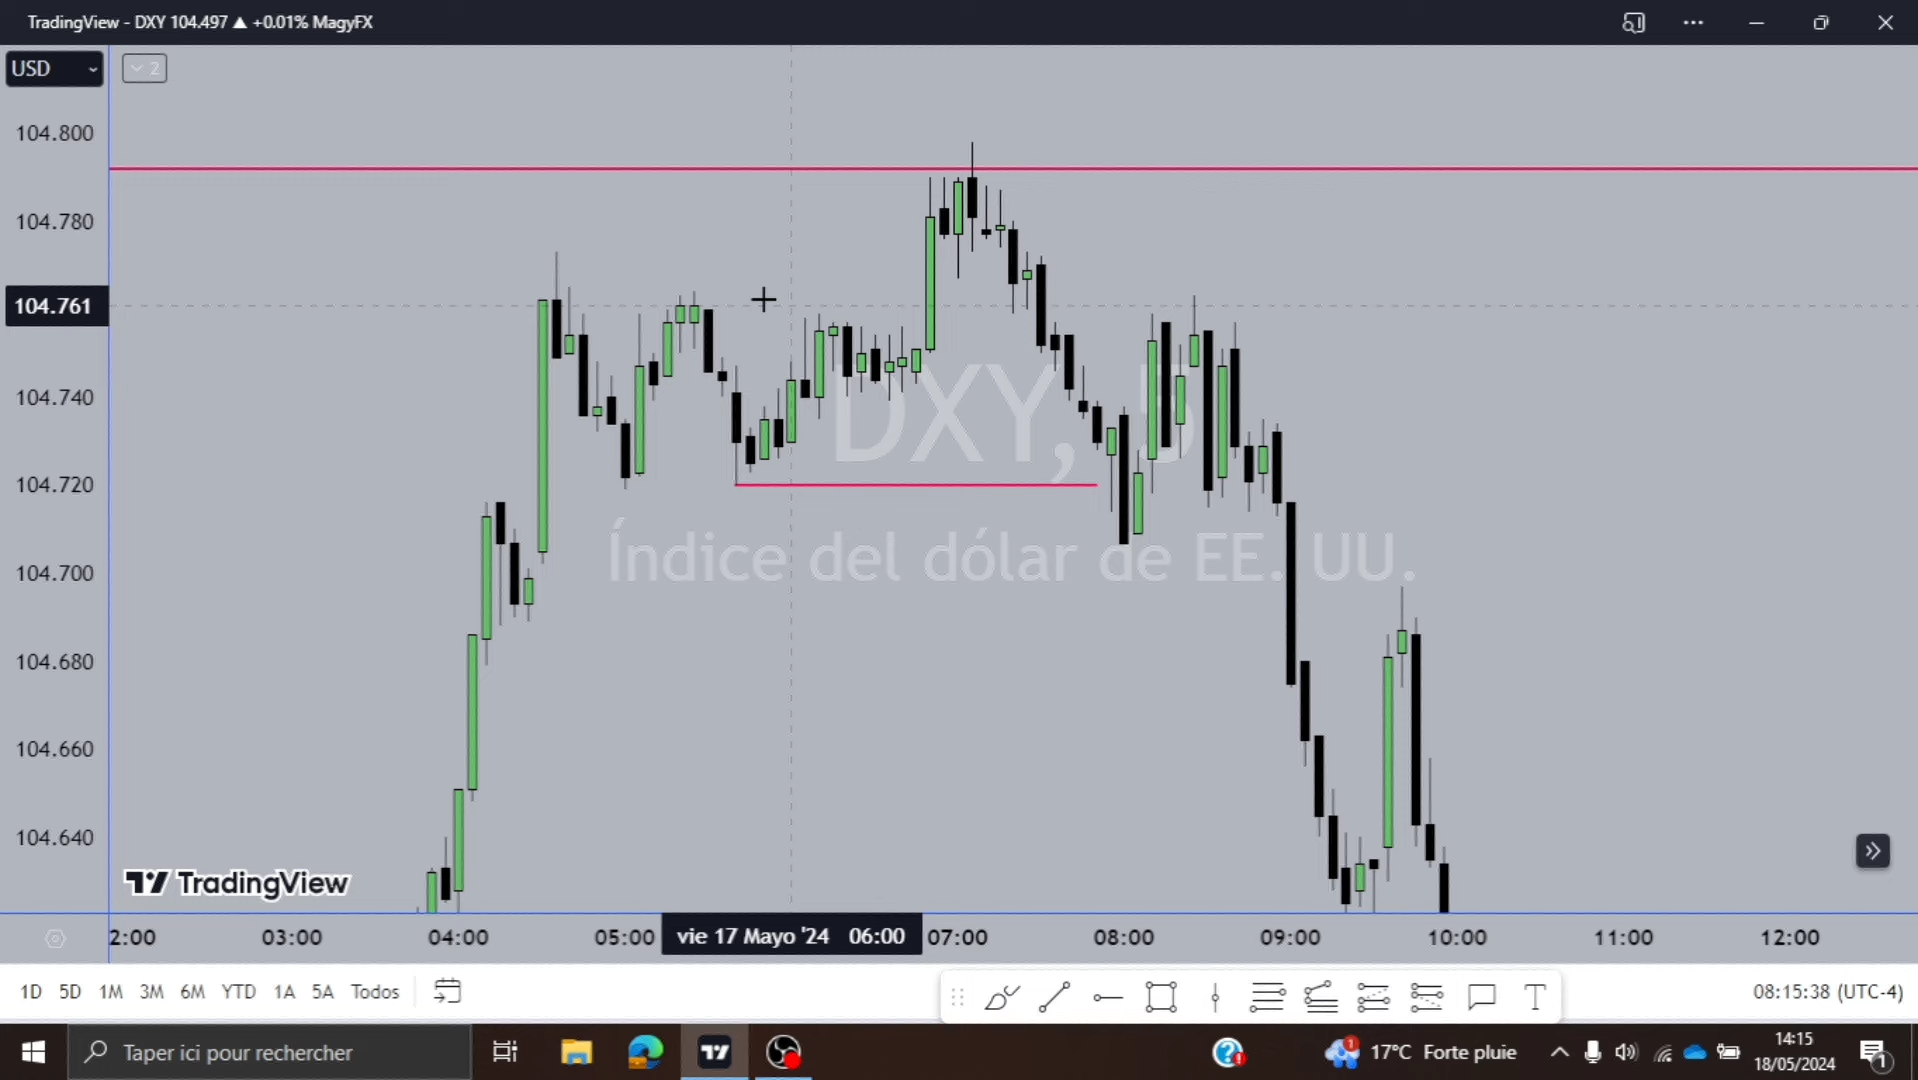 TradingView - DXY 104.497 ▲ +0.01% MagyFX
USD
2
104.800
104.780
104.761
104.740
104.720
104.700
104.680
104.660
104.640
DXY, 5
Índice del dólar de EE. UU.
TradingView
2:00 03:00 04:00 05:00 vie 17 Mayo '24 06:00 07:00 08:00 09:00 10:00 11:00 12:00
1D 5D 1M 3M 6M YTD 1A 5A Todos
T
08:15:38 (UTC-4)
Taper ici pour rechercher
1
17°C Forte pluie
14:15
18/05/2024
1